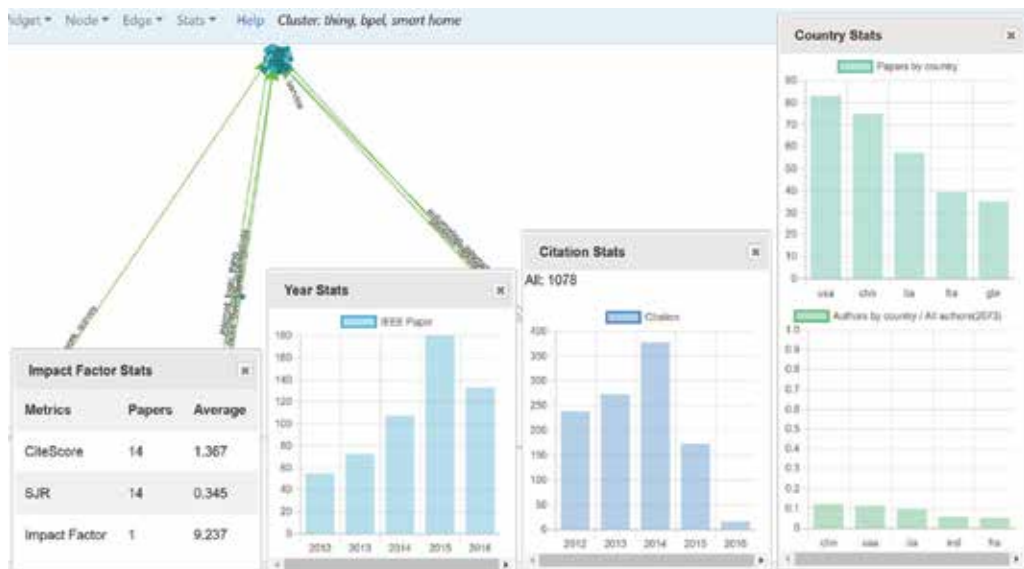 Node Edge Stats Help Cluster: thing, bpel, smart home
service
Impact Factor Stats
Metrics Papers Average
CiteScore 14 1.367
SJR 14 0.345
Impact Factor 1 9.237
Year Stats
IEEE Paper
180
160
140
120
100
80
60
40
20
0
2012 2013 2014 2015 2016
Citation Stats
All: 1078
Citation
400
350
300
250
200
150
100
50
0
2012 2013 2014 2015 2016
Country Stats
Papers by country
90
80
70
60
50
40
30
20
10
0
usa chn ita fra gbr
Authors by country / All authors(2073)
1.0
0.9
0.8
0.7
0.6
0.5
0.4
0.3
0.2
0.1
0
chn usa ita ind fra